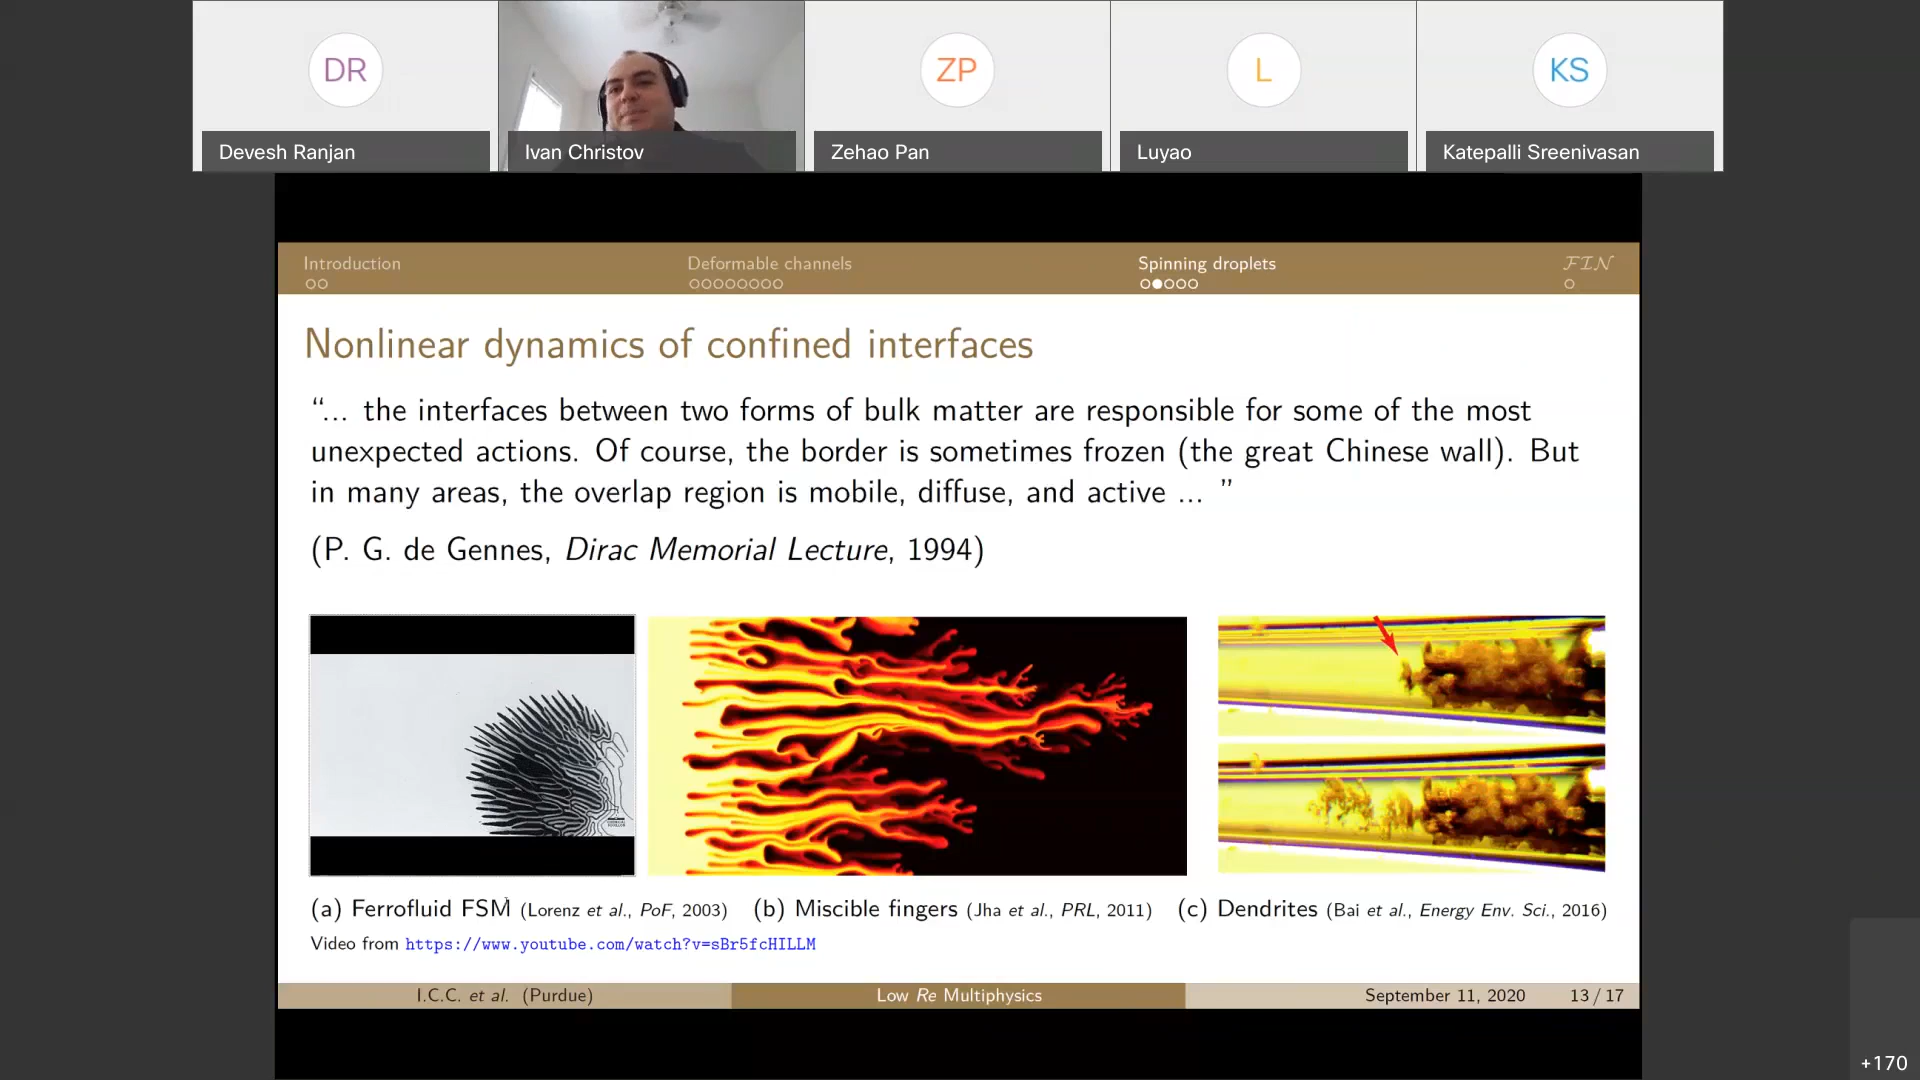 DR
ZP
L
KS
Devesh Ranjan
Ivan Christov
Zehao Pan
Luyao
Katepalli Sreenivasan
Introduction
Deformable channels
Spinning droplets
FIN
Nonlinear dynamics of confined interfaces
“... the interfaces between two forms of bulk matter are responsible for some of the most
unexpected actions. Of course, the border is sometimes frozen (the great Chinese wall). But
in many areas, the overlap region is mobile, diffuse, and active ... ”
(P. G. de Gennes, Dirac Memorial Lecture, 1994)
(a) Ferrofluid FSM (Lorenz et al., PoF, 2003)
(b) Miscible fingers (Jha et al., PRL, 2011)
(c) Dendrites (Bai et al., Energy Env. Sci., 2016)
Video from https://www.youtube.com/watch?v=sBr5fcHILLM
I.C.C. et al. (Purdue)
Low Re Multiphysics
September 11, 2020
13 / 17
+170